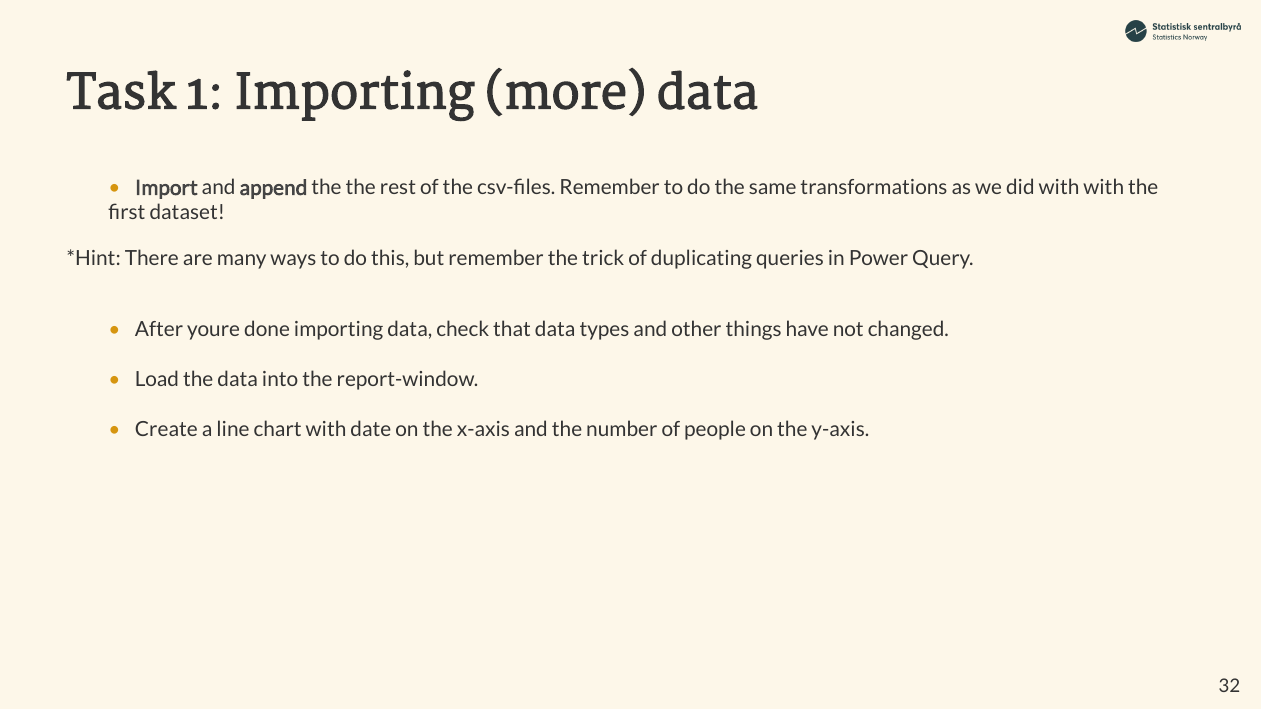 Statistisk sentralbyrå
Statistics Norway
Task 1: Importing (more) data
• Import and append the the rest of the csv-files. Remember to do the same transformations as we did with with the
first dataset!
*Hint: There are many ways to do this, but remember the trick of duplicating queries in Power Query.
• After youre done importing data, check that data types and other things have not changed.
• Load the data into the report-window.
• Create a line chart with date on the x-axis and the number of people on the y-axis.
32